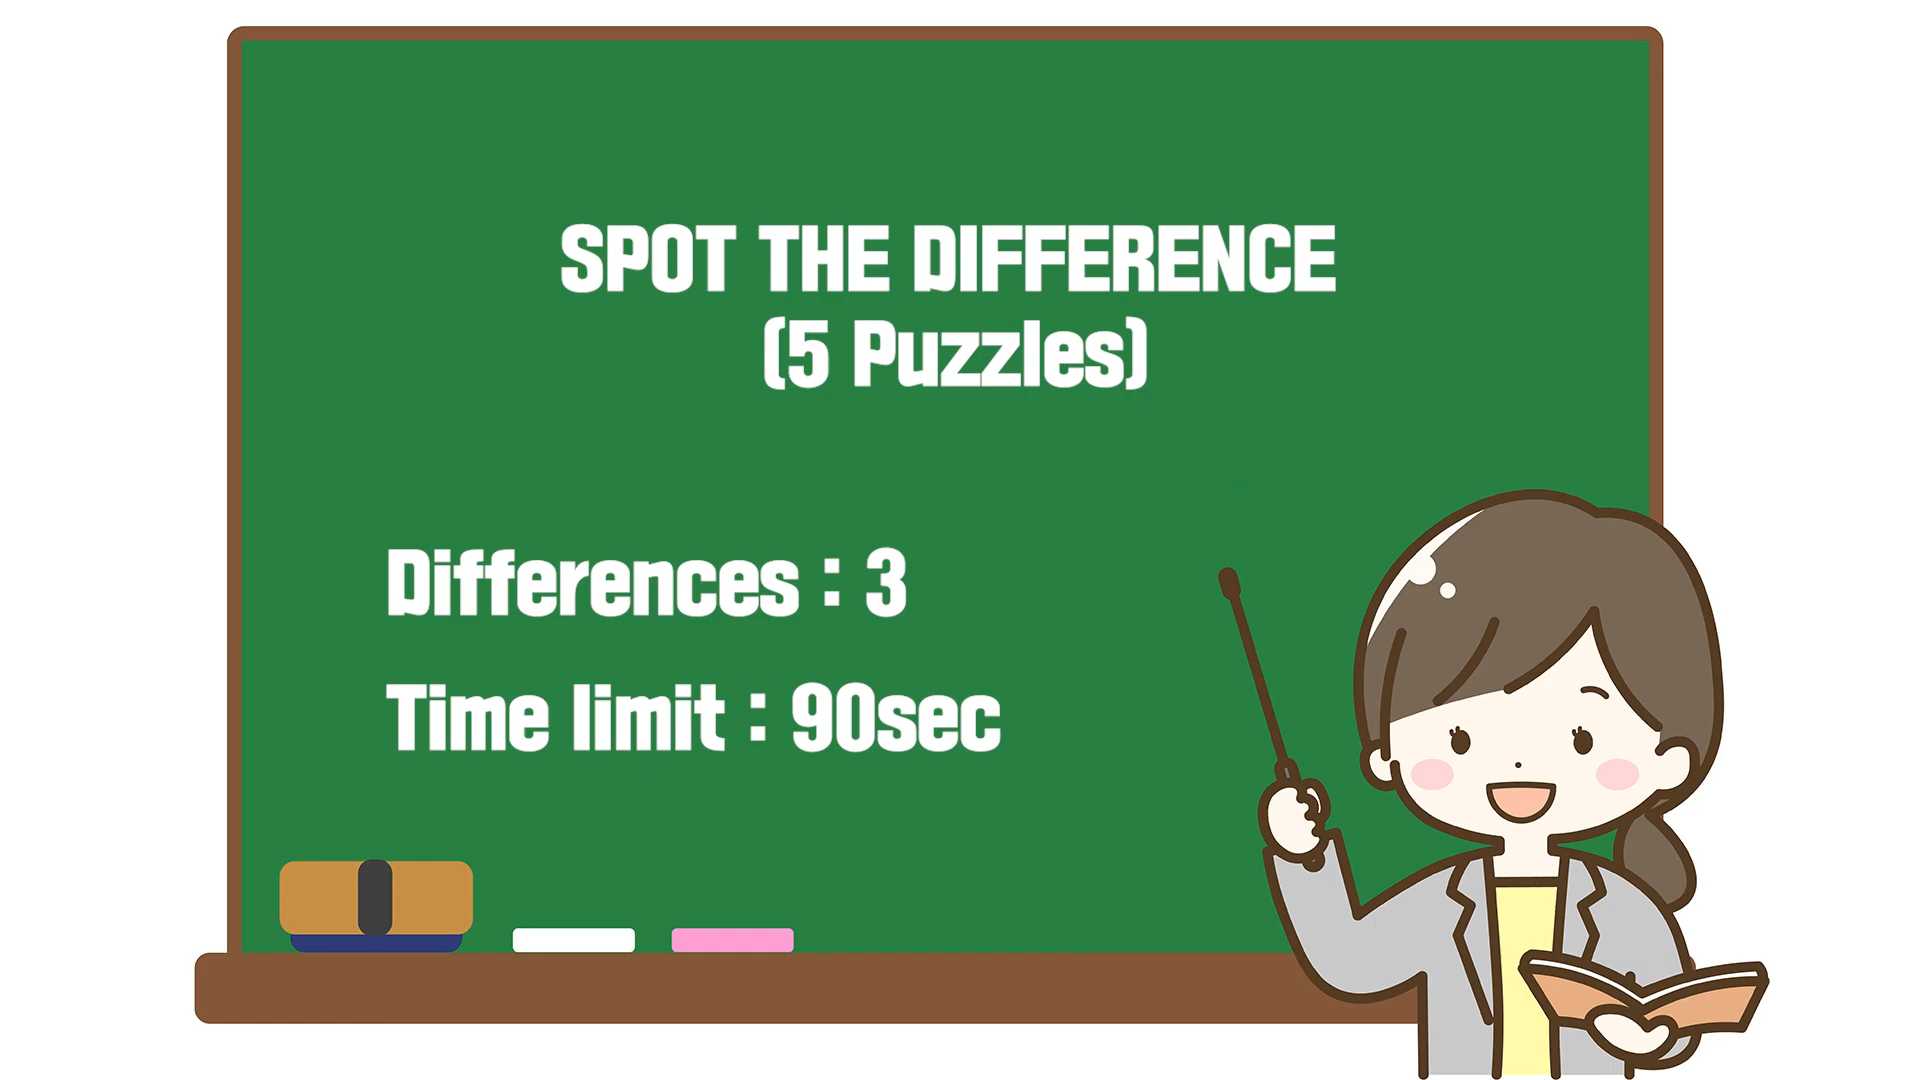 SPOT THE DIFFERENCE
(5 Puzzles)
Differences : 3
Time limit : 90sec